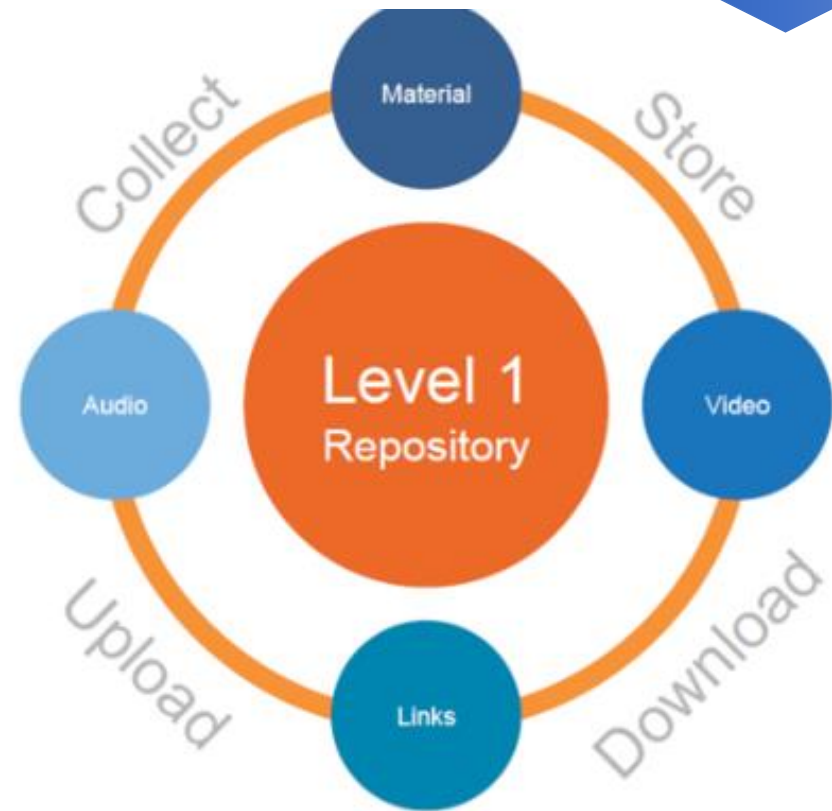 Material
Collect
Store
Level 1
Repository
Audio
Video
Upload
Download
Links